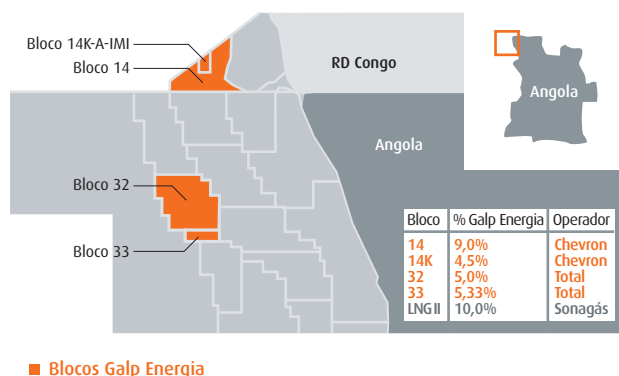 Bloco 14K-A-IMI
Bloco 14
RD Congo
Angola
Angola
Bloco 32
Bloco 33
Bloco % Galp Energia Operador
14 9,0% Chevron
14K 4,5% Chevron
32 5,0% Total
33 5,33% Total
LNG II 10,0% Sonagás
Blocos Galp Energia